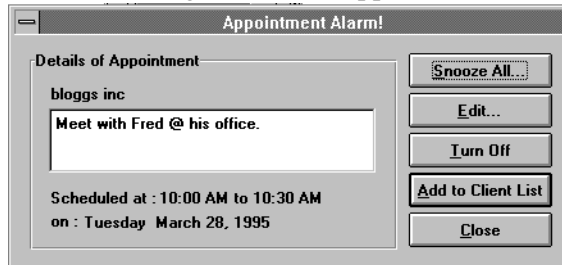 Appointment Alarm!
Details of Appointment
bloggs inc
Meet with Fred @ his office.
Scheduled at : 10:00 AM to 10:30 AM
on : Tuesday March 28, 1995
Snooze All...
Edit...
Turn Off
Add to Client List
Close